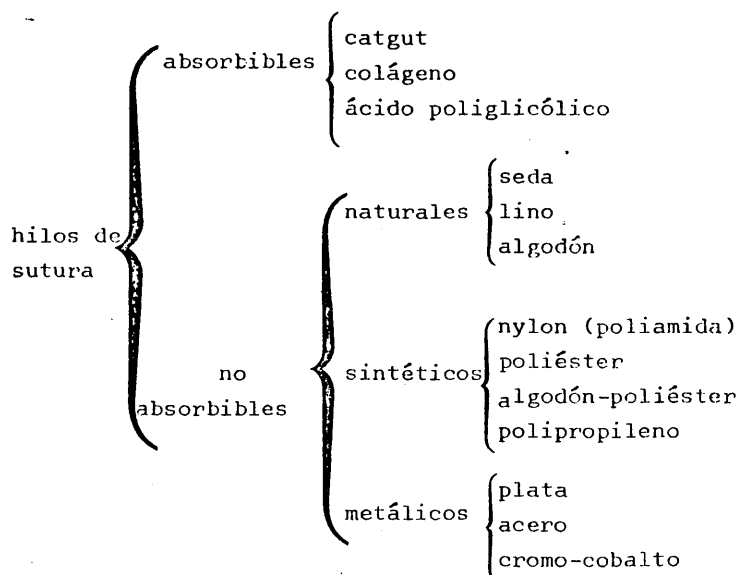 absorbibles
catgut
colágeno
ácido poliglicólico
hilos de
sutura
no
absorbibles
naturales
seda
lino
algodón
sintéticos
nylon (poliamida)
poliéster
algodón-poliéster
polipropileno
metálicos
plata
acero
cromo-cobalto